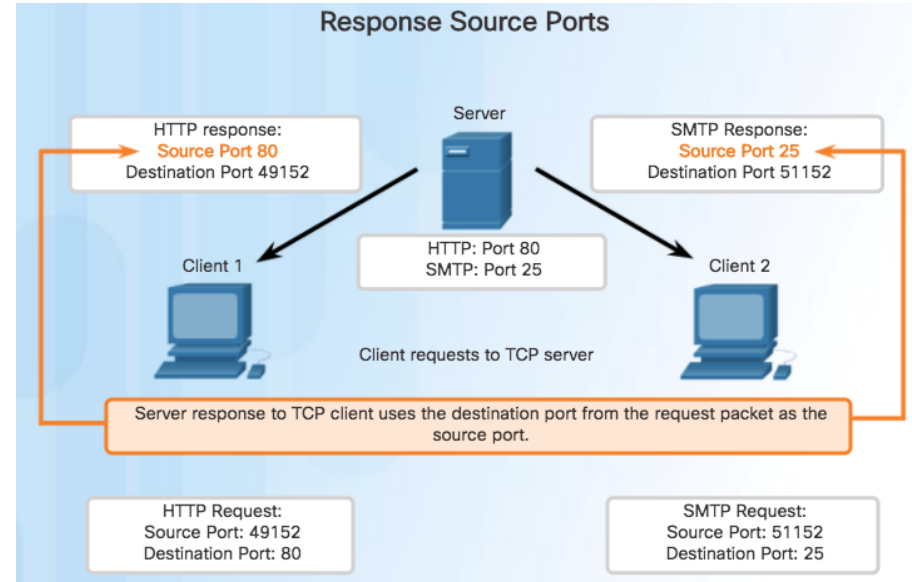 Response Source Ports
Server
HTTP response:
Source Port 80
Destination Port 49152
SMTP Response:
Source Port 25
Destination Port 51152
HTTP: Port 80
SMTP: Port 25
Client 1
Client 2
Client requests to TCP server
Server response to TCP client uses the destination port from the request packet as the
source port.
HTTP Request:
Source Port: 49152
Destination Port: 80
SMTP Request:
Source Port: 51152
Destination Port: 25